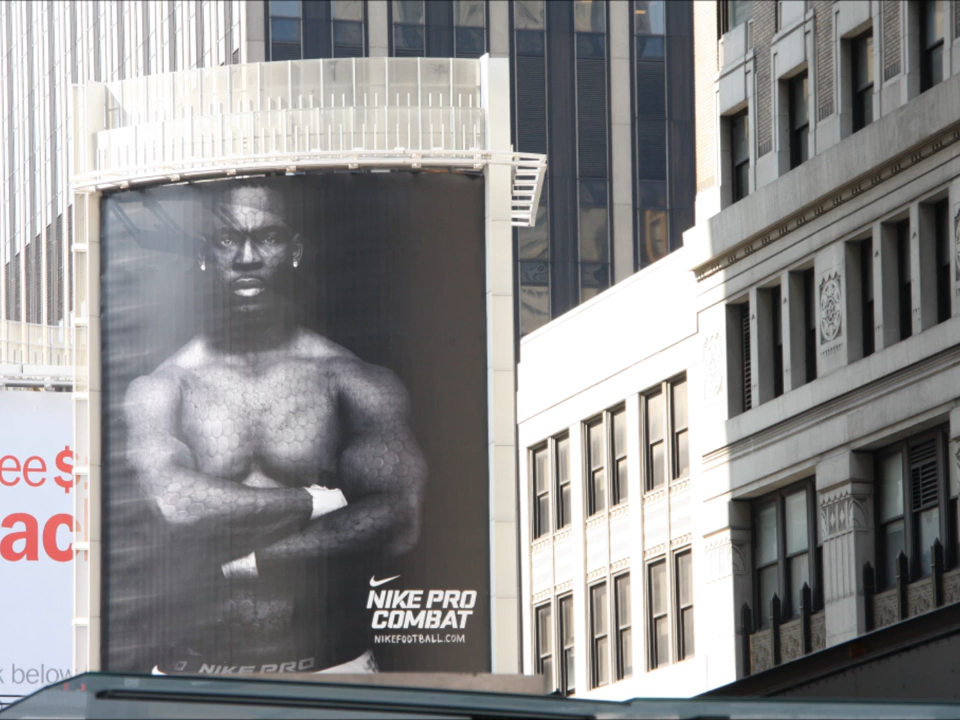 ee $
ac
k below
NIKE PRO
COMBAT
NIKEFOOTBALL.COM
NIKE PRO